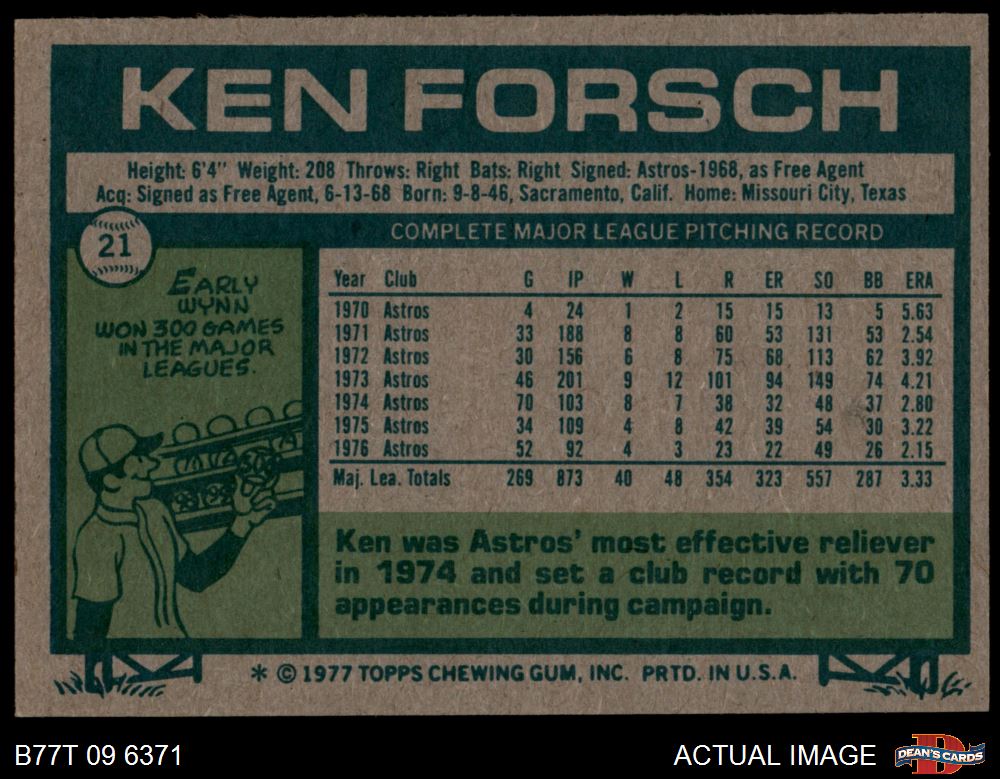 KEN FORSCH
Height: 6'4" Weight: 208 Throws: Right Bats: Right Signed: Astros-1968, as Free Agent
Acq: Signed as Free Agent, 6-13-68 Born: 9-8-46, Sacramento, Calif. Home: Missouri City, Texas
21
COMPLETE MAJOR LEAGUE PITCHING RECORD
EARLY
WYNN
WON 300 GAMES
IN THE MAJOR
LEAGUES.
300
Year Club G IP W L R ER SO BB ERA
1970 Astros 4 24 1 2 15 15 13 5 5.63
1971 Astros 33 188 8 8 60 53 131 53 2.54
1972 Astros 30 156 6 8 75 68 113 62 3.92
1973 Astros 46 201 9 12 101 94 149 74 4.21
1974 Astros 70 103 8 7 38 32 48 37 2.80
1975 Astros 34 109 4 8 42 39 54 30 3.22
1976 Astros 52 92 4 3 23 22 49 26 2.15
Maj. Lea. Totals 269 873 40 48 354 323 557 287 3.33
Ken was Astros' most effective reliever
in 1974 and set a club record with 70
appearances during campaign.
* © 1977 TOPPS CHEWING GUM, INC. PRTD. IN U.S.A.
B77T 09 6371
ACTUAL IMAGE
D
DEAN'S CARDS